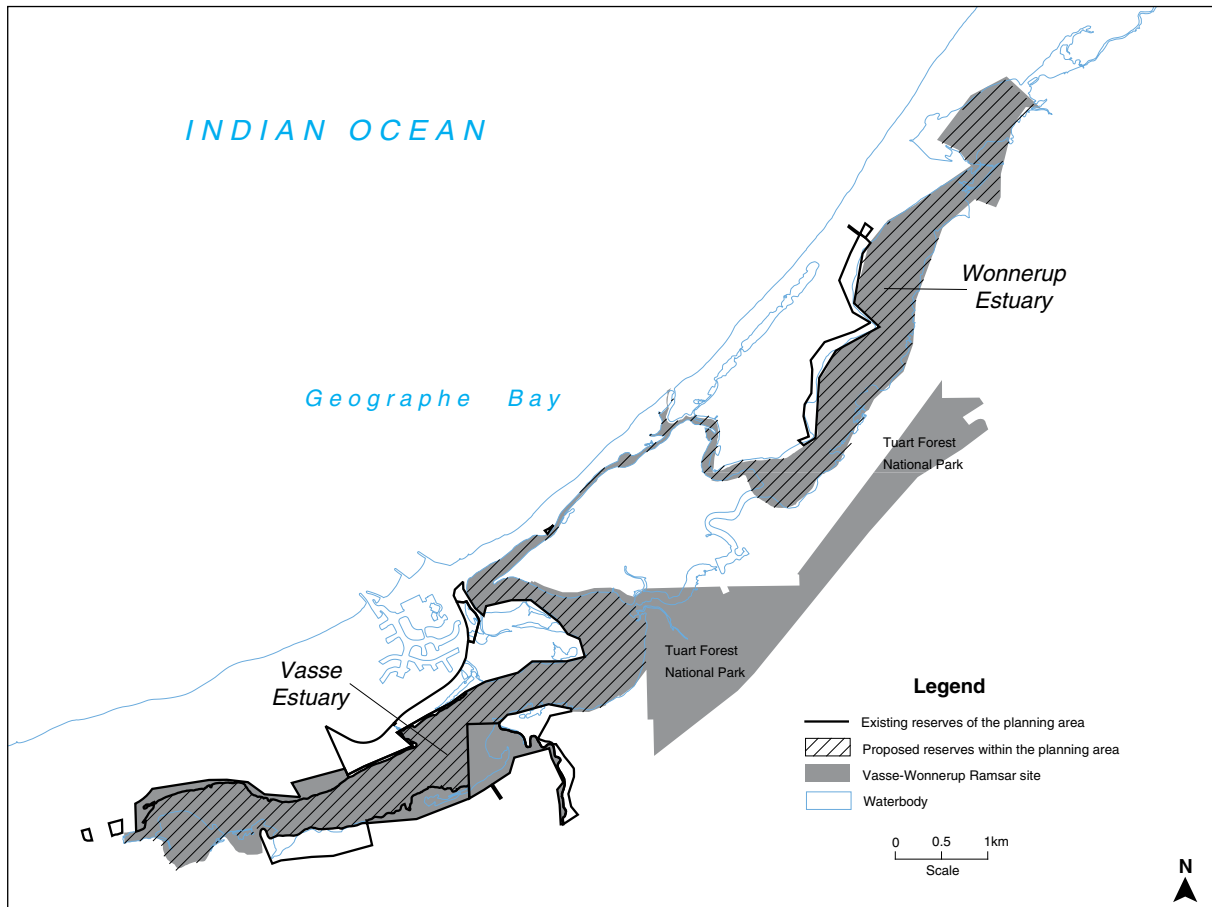 INDIAN OCEAN
Wonnerup
Estuary
Geographe Bay
Tuart Forest
National Park
Tuart Forest
National Park
Vasse
Estuary
Legend
Existing reserves of the planning area
Proposed reserves within the planning area
Vasse-Wonnerup Ramsar site
Waterbody
0 0.5 1km
Scale
N